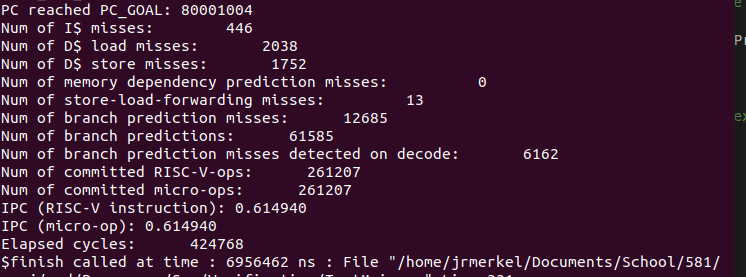 PC reached PC_GOAL: 80001004
Num of I$ misses: 446
Num of D$ load misses: 2038
Num of D$ store misses: 1752
Num of memory dependency prediction misses: 0
Num of store-load-forwarding misses: 13
Num of branch prediction misses: 12685
Num of branch predictions: 61585
Num of branch prediction misses detected on decode: 6162
Num of committed RISC-V-ops: 261207
Num of committed micro-ops: 261207
IPC (RISC-V instruction): 0.614940
IPC (micro-op): 0.614940
Elapsed cycles: 424768
$finish called at time : 6956462 ns : File "/home/jrmerkel/Documents/School/581/